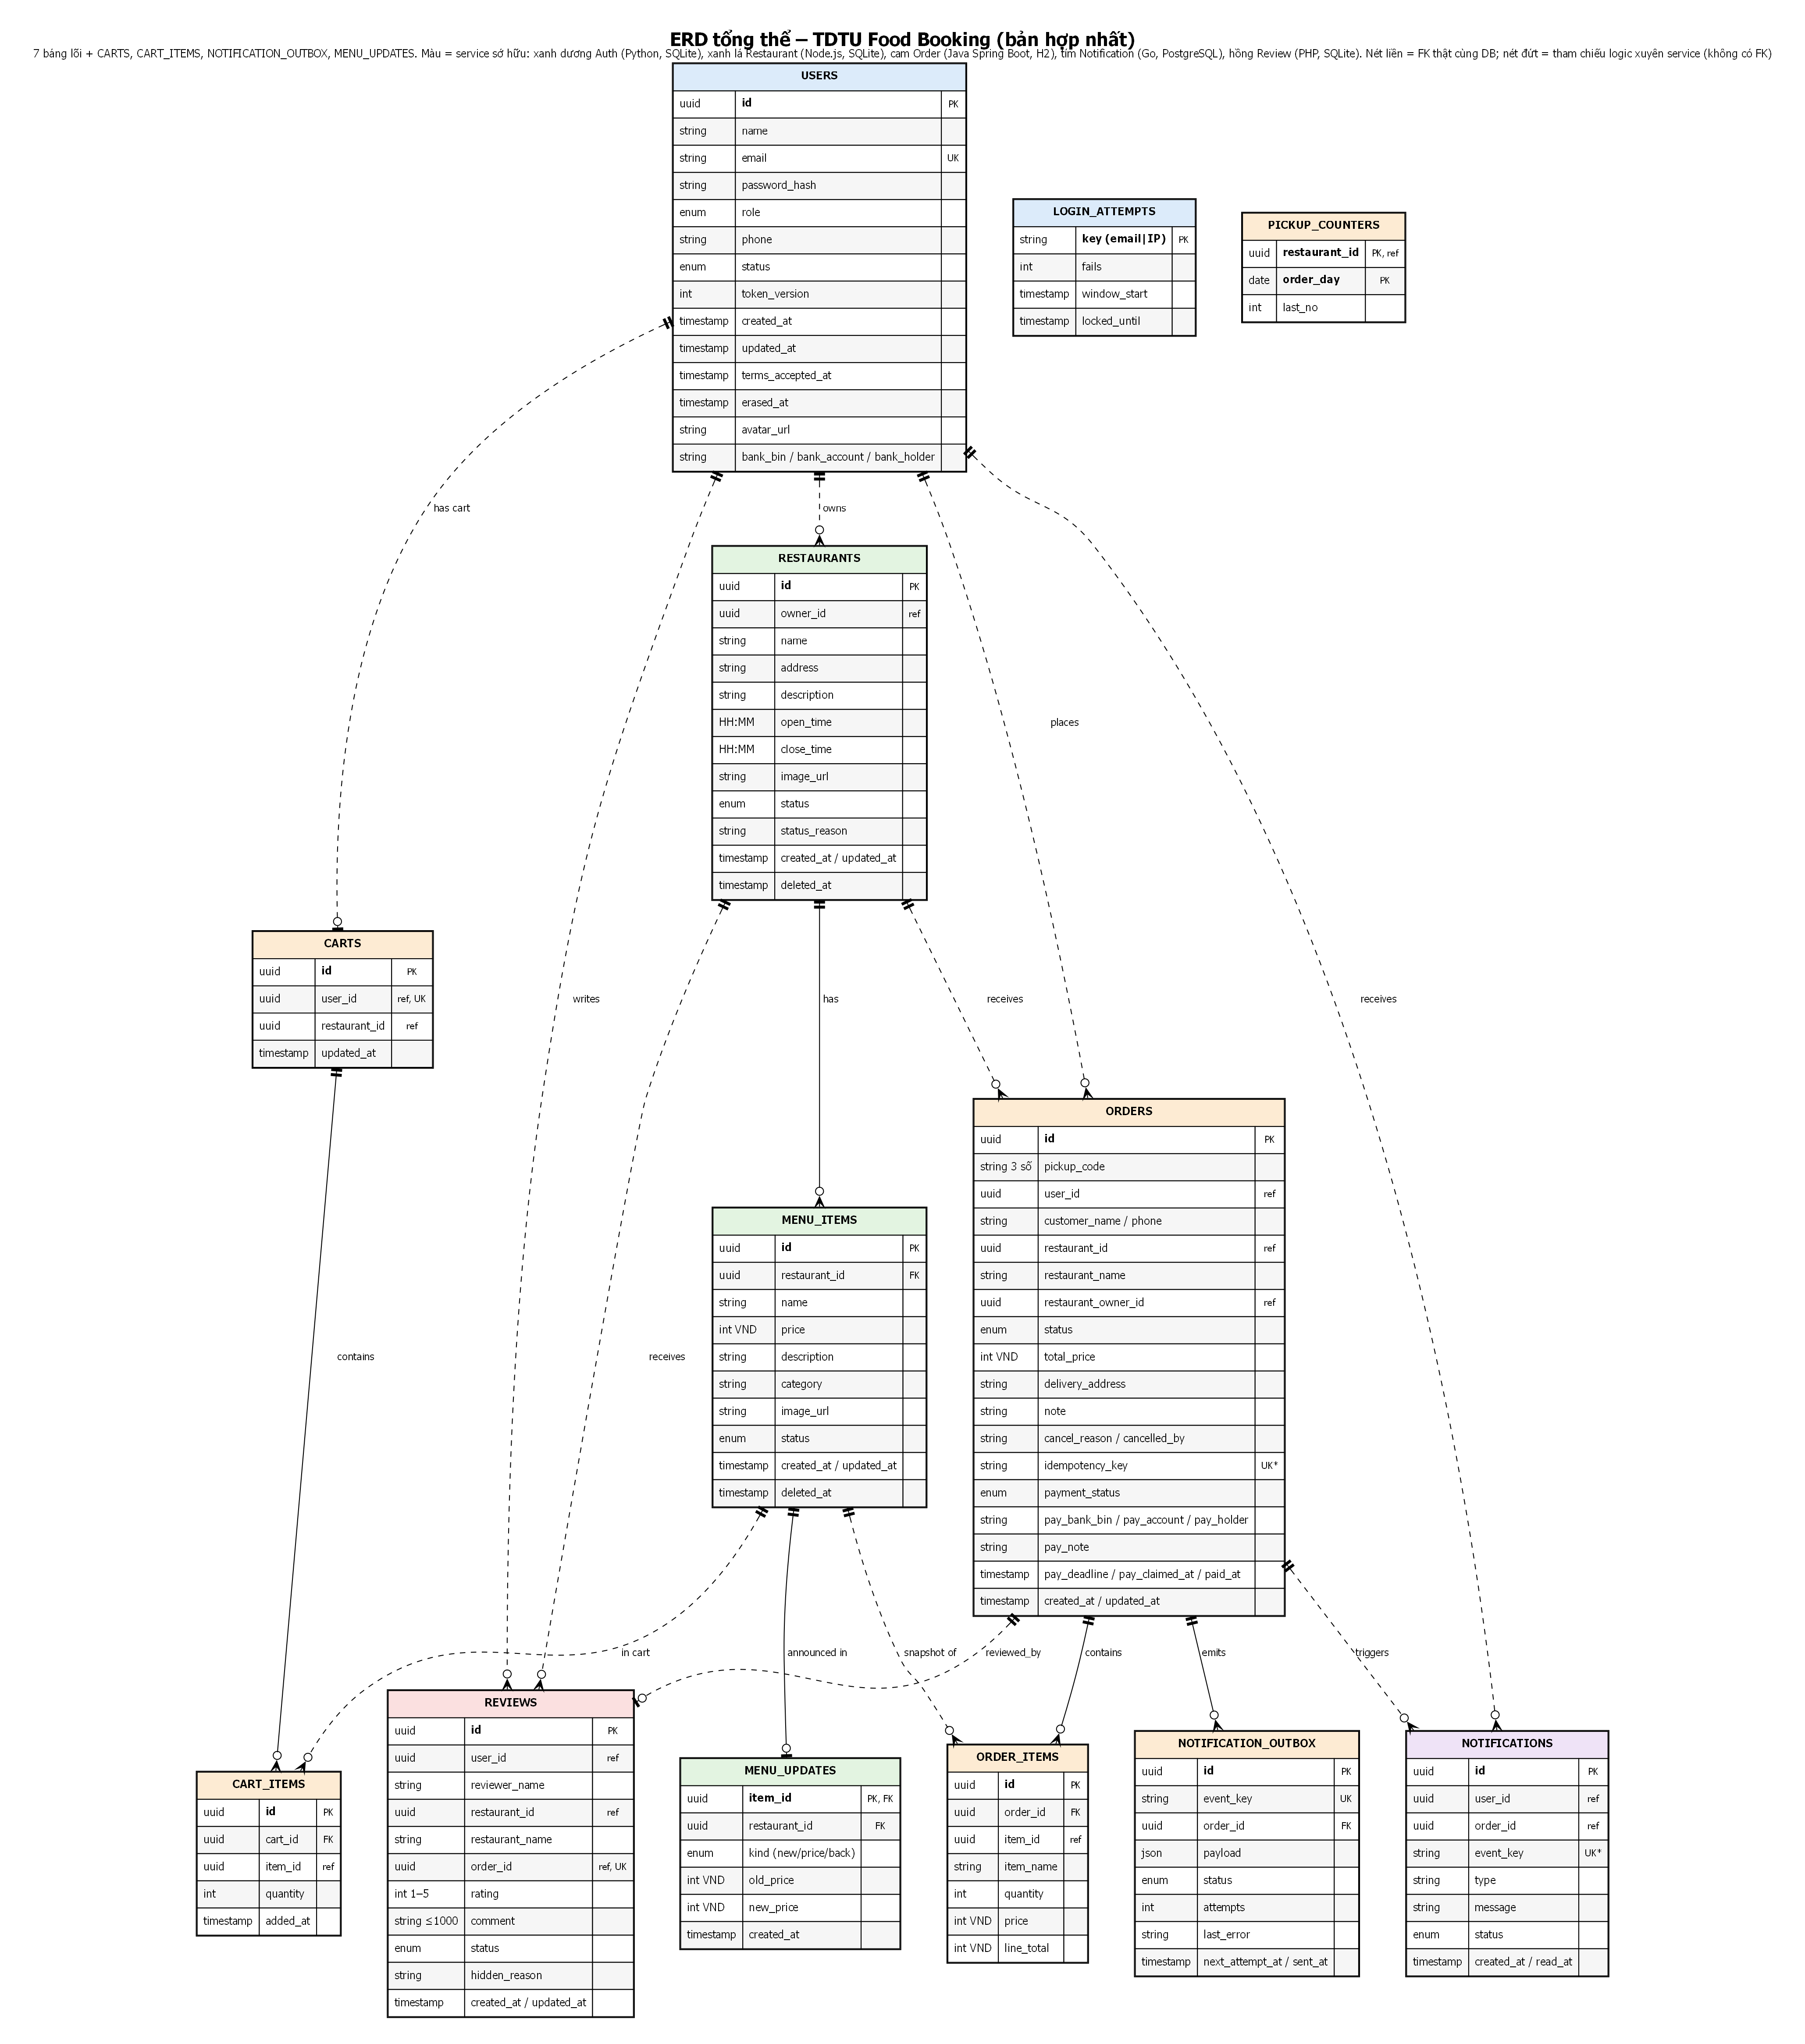 ERD tổng thể – TDTU Food Booking (bản hợp nhất)
7 bảng lõi + CARTS, CART_ITEMS, NOTIFICATION_OUTBOX, MENU_UPDATES. Màu = service sở hữu: xanh dương Auth (Python, SQLite), xanh lá Restaurant (Node.js, SQLite), cam Order (Java Spring Boot, H2), tím Notification (Go, PostgreSQL), hồng Review (PHP, SQLite). Nét liền = FK thật cùng DB; nét đứt = tham chiếu logic xuyên service (không có FK)
USERS
uuid id PK
string name
string email UK
string password_hash
enum role
string phone
enum status
int token_version
timestamp created_at
timestamp updated_at
timestamp terms_accepted_at
timestamp erased_at
string avatar_url
string bank_bin / bank_account / bank_holder
LOGIN_ATTEMPTS
string key (email|IP) PK
int fails
timestamp window_start
timestamp locked_until
PICKUP_COUNTERS
uuid restaurant_id PK, ref
date order_day PK
int last_no
has cart
owns
RESTAURANTS
uuid id PK
uuid owner_id ref
string name
string address
string description
HH:MM open_time
HH:MM close_time
string image_url
enum status
string status_reason
timestamp created_at / updated_at
timestamp deleted_at
places
CARTS
uuid id PK
uuid user_id ref, UK
uuid restaurant_id ref
timestamp updated_at
writes
has
receives
receives
ORDERS
uuid id PK
string 3 số pickup_code
uuid user_id ref
string customer_name / phone
uuid restaurant_id ref
string restaurant_name
uuid restaurant_owner_id ref
enum status
int VND total_price
string delivery_address
string note
string cancel_reason / cancelled_by
string idempotency_key UK*
enum payment_status
string pay_bank_bin / pay_account / pay_holder
string pay_note
timestamp pay_deadline / pay_claimed_at / paid_at
timestamp created_at / updated_at
MENU_ITEMS
uuid id PK
uuid restaurant_id FK
string name
int VND price
string description
string category
string image_url
enum status
timestamp created_at / updated_at
timestamp deleted_at
contains
receives
in cart
announced in
snapshot of
reviewed_by
contains
emits
triggers
CART_ITEMS
uuid id PK
uuid cart_id FK
uuid item_id ref
int quantity
timestamp added_at
REVIEWS
uuid id PK
uuid user_id ref
string reviewer_name
uuid restaurant_id ref
string restaurant_name
uuid order_id ref, UK
int 1–5 rating
string ≤1000 comment
enum status
string hidden_reason
timestamp created_at / updated_at
MENU_UPDATES
uuid item_id PK, FK
uuid restaurant_id FK
enum kind (new/price/back)
int VND old_price
int VND new_price
timestamp created_at
ORDER_ITEMS
uuid id PK
uuid order_id FK
uuid item_id ref
string item_name
int quantity
int VND price
int VND line_total
NOTIFICATION_OUTBOX
uuid id PK
string event_key UK
uuid order_id FK
json payload
enum status
int attempts
string last_error
timestamp next_attempt_at / sent_at
NOTIFICATIONS
uuid id PK
uuid user_id ref
uuid order_id ref
string event_key UK*
string type
string message
enum status
timestamp created_at / read_at